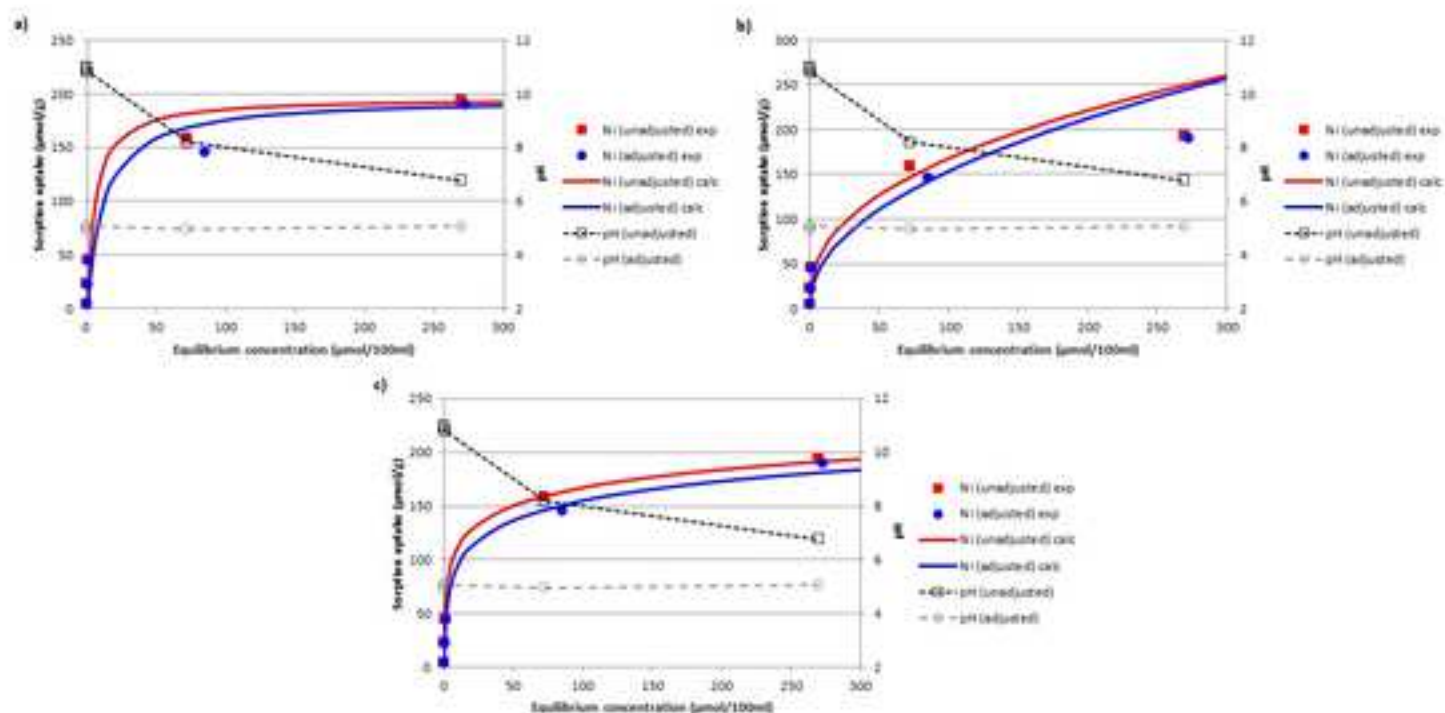 a)
250
200
150
100
50
0
Sorptive uptake (µmol/g)
12
10
8
6
4
2
pH
0 50 100 150 200 250 300
Equilibrium concentration (µmol/100ml)
Ni (unadjusted) exp
Ni (adjusted) exp
Ni (unadjusted) calc
Ni (adjusted) calc
pH (unadjusted)
pH (adjusted)
b)
300
250
200
150
100
50
0
Sorptive uptake (µmol/g)
12
10
8
6
4
2
pH
0 50 100 150 200 250 300
Equilibrium concentration (µmol/100ml)
Ni (unadjusted) exp
Ni (adjusted) exp
Ni (unadjusted) calc
Ni (adjusted) calc
pH (unadjusted)
pH (adjusted)
c)
250
200
150
100
50
0
Sorptive uptake (µmol/g)
12
10
8
6
4
2
pH
0 50 100 150 200 250 300
Equilibrium concentration (µmol/100ml)
Ni (unadjusted) exp
Ni (adjusted) exp
Ni (unadjusted) calc
Ni (adjusted) calc
pH (unadjusted)
pH (adjusted)